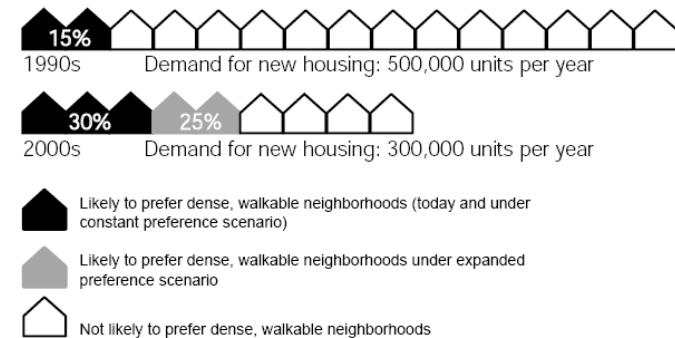 15%
1990s Demand for new housing: 500,000 units per year
30% 25%
2000s Demand for new housing: 300,000 units per year
Likely to prefer dense, walkable neighborhoods (today and under
constant preference scenario)
Likely to prefer dense, walkable neighborhoods under expanded
preference scenario
Not likely to prefer dense, walkable neighborhoods